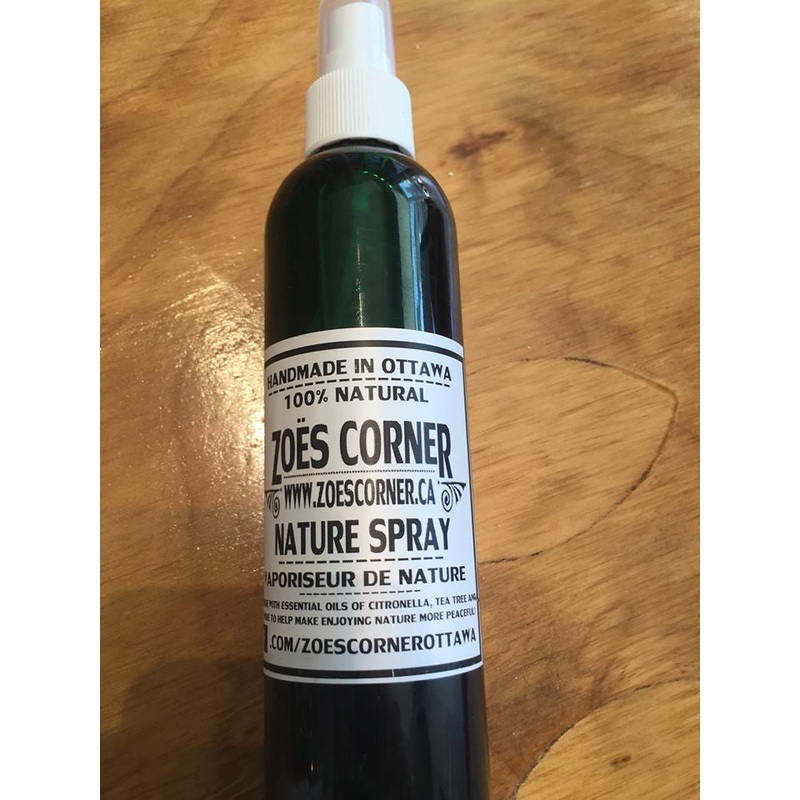 HANDMADE IN OTTAWA
100% NATURAL
ZOËS CORNER
WWW.ZOESCORNER.CA
NATURE SPRAY
VAPORISEUR DE NATURE
WITH ESSENTIAL OILS OF CITRONELLA, TEA TREE AND
TO HELP MAKE ENJOYING NATURE MORE PEACEFUL!
.COM/ZOESCORNEROTTAWA